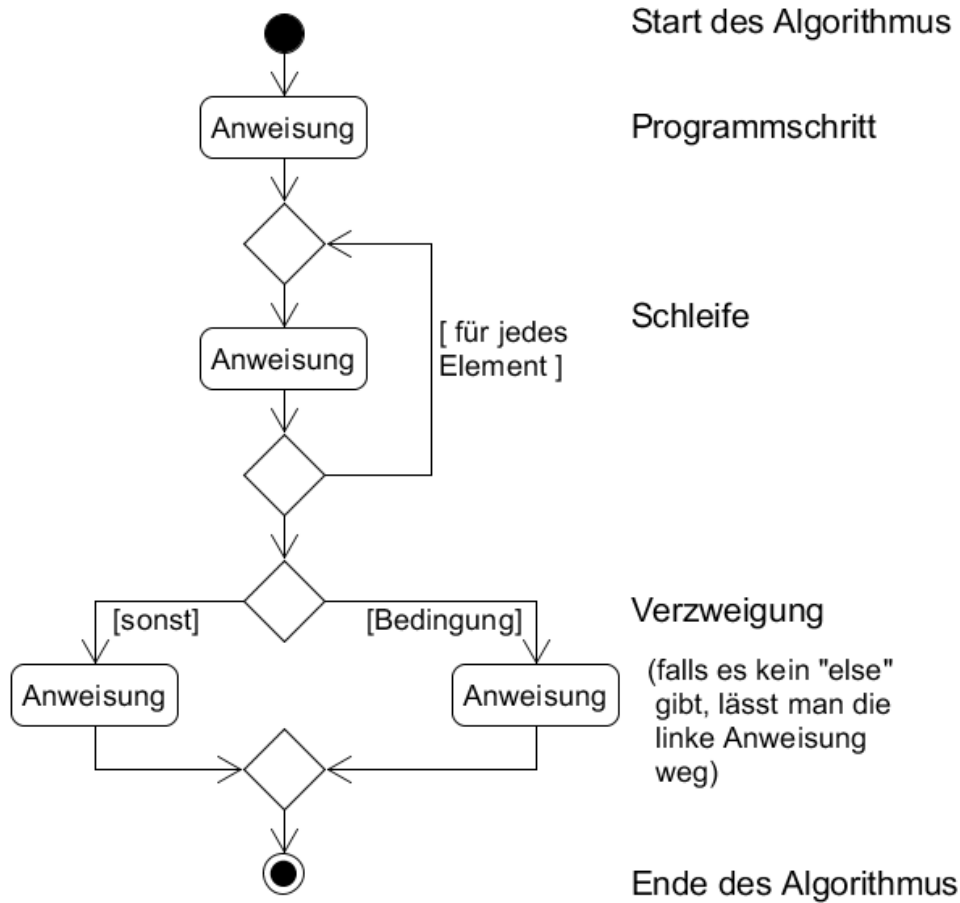 Start des Algorithmus
Anweisung
Programmschritt
Anweisung
[ für jedes
Element ]
Schleife
[sonst]
[Bedingung]
Verzweigung
Anweisung
Anweisung
(falls es kein "else"
gibt, lässt man die
linke Anweisung
weg)
Ende des Algorithmus